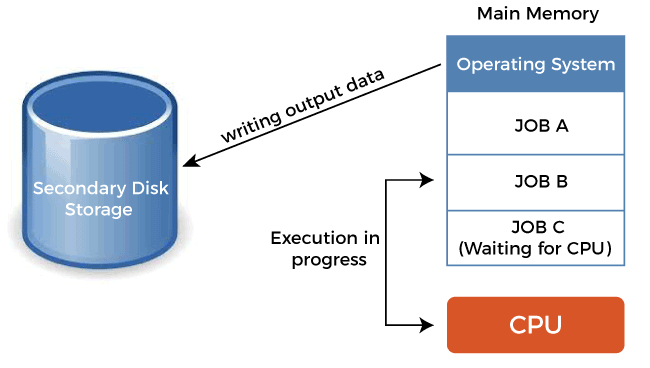 Main Memory
Operating System
writing output data
JOB A
Secondary Disk
Storage
JOB B
JOB C
(Waiting for CPU)
Execution in
progress
CPU